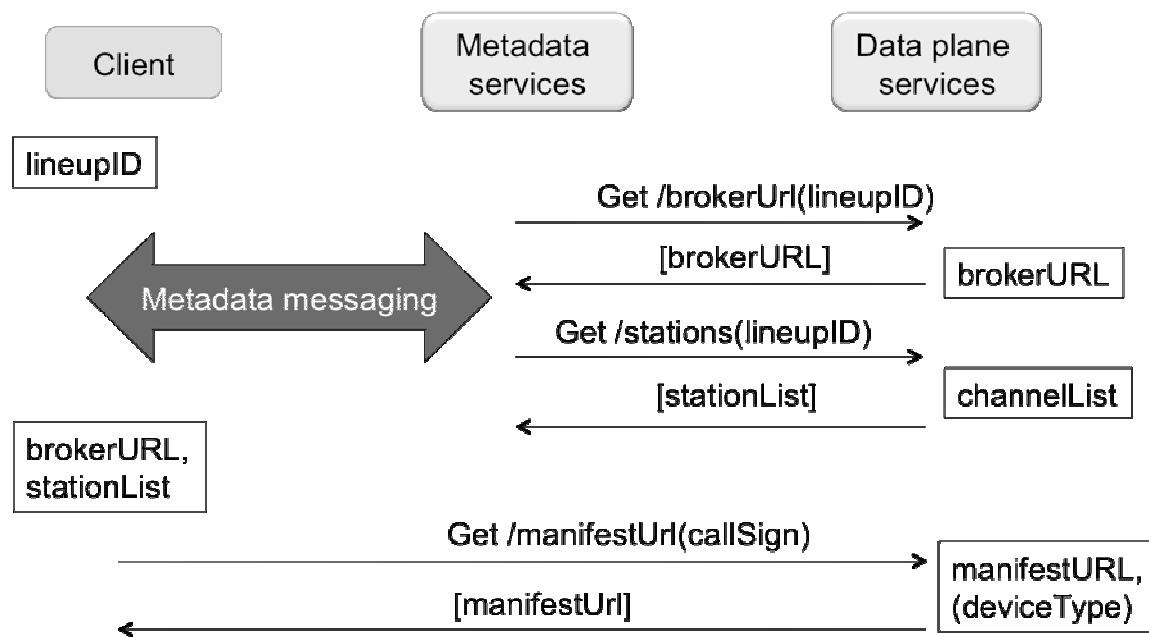 Client
Metadata
services
Data plane
services
lineupID
Get /brokerUrl(lineupID)
[brokerURL]
brokerURL
Metadata messaging
Get /stations(lineupID)
[stationList]
channelList
brokerURL,
stationList
Get /manifestUrl(callSign)
manifestURL,
(deviceType)
[manifestUrl]